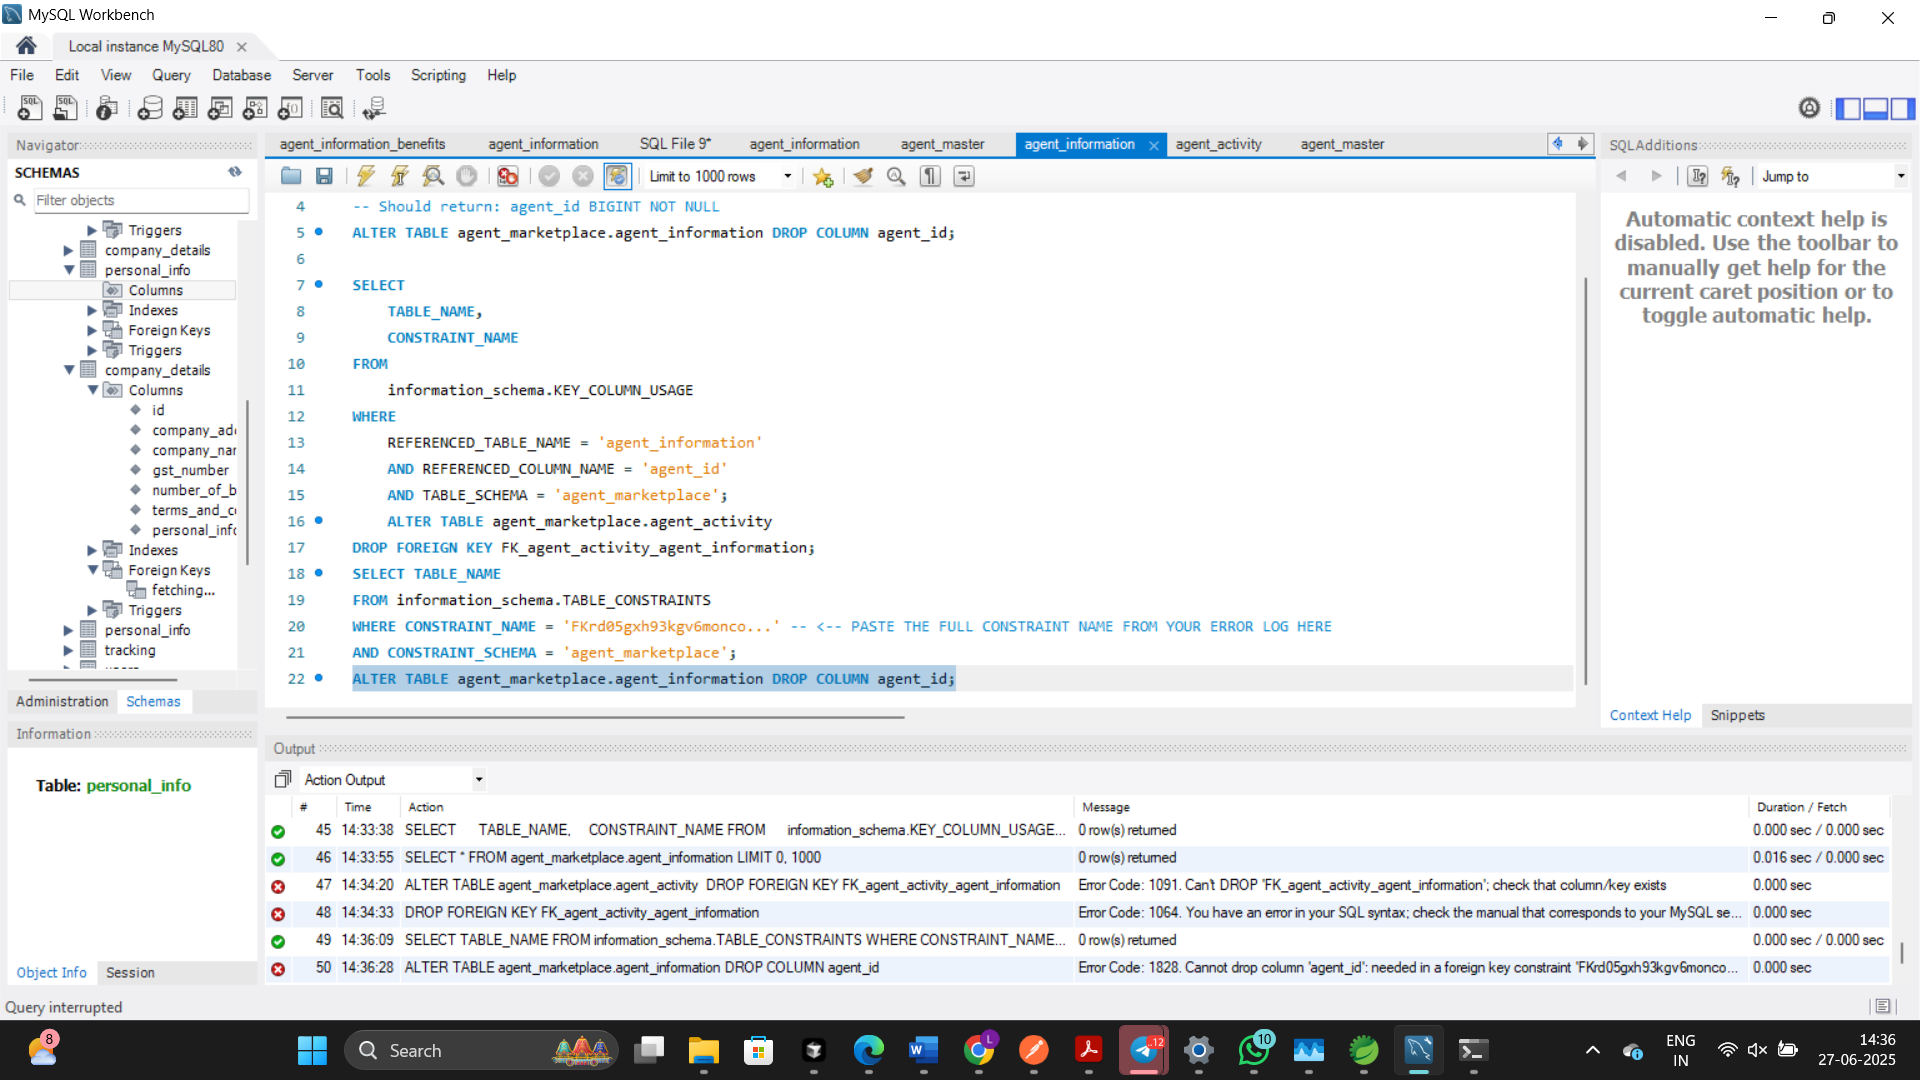 MySQL Workbench
Local instance MySQL80
File Edit View Query Database Server Tools Scripting Help
Navigator
SCHEMAS
Filter objects
Triggers
company_details
personal_info
Columns
Indexes
Foreign Keys
Triggers
company_details
Columns
id
company_ad
company_nar
gst_number
number_of_b
terms_and_c
personal_info
Indexes
Foreign Keys
fetching...
Triggers
personal_info
tracking
Administration Schemas
Information
Table: personal_info
Object Info Session
Query interrupted
agent_information_benefits agent_information SQL File 9* agent_information agent_master agent_information agent_activity agent_master
Limit to 1000 rows
4 -- Should return: agent_id BIGINT NOT NULL
5 ALTER TABLE agent_marketplace.agent_information DROP COLUMN agent_id;
6
7 SELECT
8 TABLE_NAME,
9 CONSTRAINT_NAME
10 FROM
11 information_schema.KEY_COLUMN_USAGE
12 WHERE
13 REFERENCED_TABLE_NAME = 'agent_information'
14 AND REFERENCED_COLUMN_NAME = 'agent_id'
15 AND TABLE_SCHEMA = 'agent_marketplace';
16 ALTER TABLE agent_marketplace.agent_activity
17 DROP FOREIGN KEY FK_agent_activity_agent_information;
18 SELECT TABLE_NAME
19 FROM information_schema.TABLE_CONSTRAINTS
20 WHERE CONSTRAINT_NAME = 'FKrd05gxh93kgv6monco...' -- <-- PASTE THE FULL CONSTRAINT NAME FROM YOUR ERROR LOG HERE
21 AND CONSTRAINT_SCHEMA = 'agent_marketplace';
22 ALTER TABLE agent_marketplace.agent_information DROP COLUMN agent_id;
SQLAdditions
Jump to
Automatic context help is
disabled. Use the toolbar to
manually get help for the
current caret position or to
toggle automatic help.
Context Help Snippets
Output
Action Output
# Time Action Message Duration / Fetch
45 14:33:38 SELECT TABLE_NAME, CONSTRAINT_NAME FROM information_schema.KEY_COLUMN_USAGE... 0 row(s) returned 0.000 sec / 0.000 sec
46 14:33:55 SELECT * FROM agent_marketplace.agent_information LIMIT 0, 1000 0 row(s) returned 0.016 sec / 0.000 sec
47 14:34:20 ALTER TABLE agent_marketplace.agent_activity DROP FOREIGN KEY FK_agent_activity_agent_information Error Code: 1091. Can't DROP 'FK_agent_activity_agent_information'; check that column/key exists 0.000 sec
48 14:34:33 DROP FOREIGN KEY FK_agent_activity_agent_information Error Code: 1064. You have an error in your SQL syntax; check the manual that corresponds to your MySQL se... 0.000 sec
49 14:36:09 SELECT TABLE_NAME FROM information_schema.TABLE_CONSTRAINTS WHERE CONSTRAINT_NAME... 0 row(s) returned 0.000 sec / 0.000 sec
50 14:36:28 ALTER TABLE agent_marketplace.agent_information DROP COLUMN agent_id Error Code: 1828. Cannot drop column 'agent_id': needed in a foreign key constraint 'FKrd05gxh93kgv6monco... 0.000 sec
8
Search
L
..12
10
ENG
IN
14:36
27-06-2025